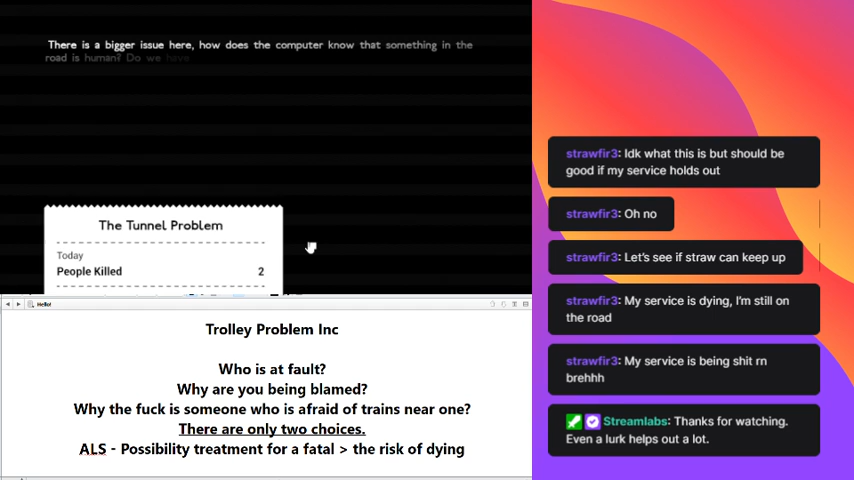 There is a bigger issue here, how does the computer know that something in the
road is human? Do we have
The Tunnel Problem
Today
People Killed 2
Hello!
Trolley Problem Inc
Who is at fault?
Why are you being blamed?
Why the fuck is someone who is afraid of trains near one?
There are only two choices.
ALS - Possibility treatment for a fatal > the risk of dying
strawfir3: Idk what this is but should be
good if my service holds out
strawfir3: Oh no
strawfir3: Let's see if straw can keep up
strawfir3: My service is dying, I'm still on
the road
strawfir3: My service is being shit rn
brehhh
Streamlabs: Thanks for watching.
Even a lurk helps out a lot.